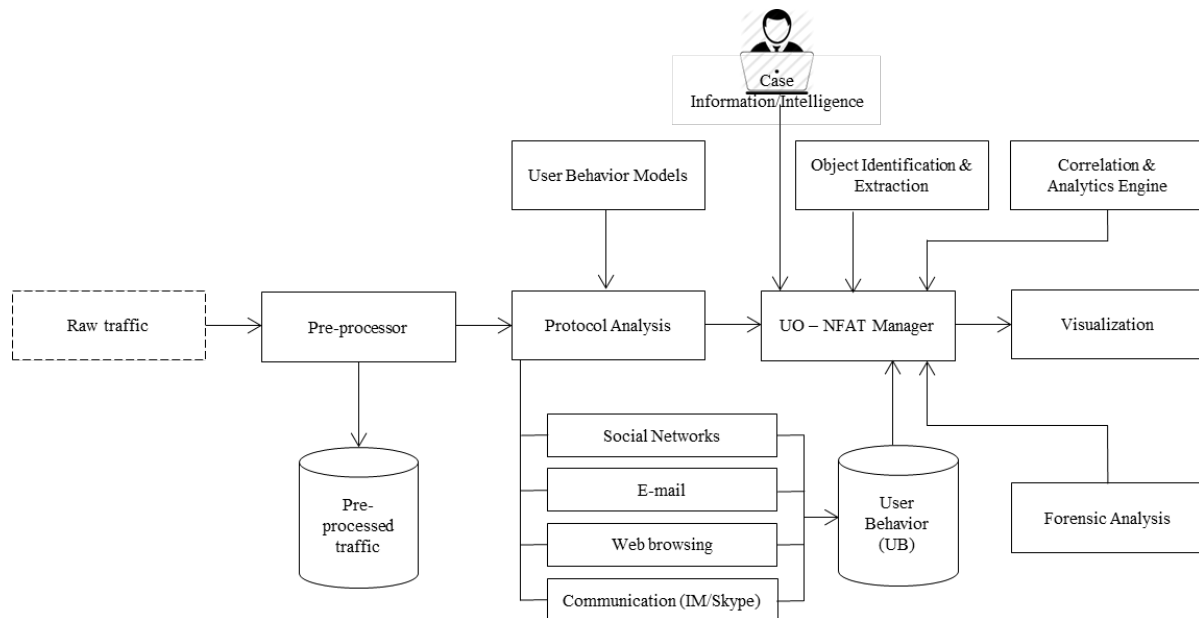 Case
Information/Intelligence
User Behavior Models
Object Identification &
Extraction
Correlation &
Analytics Engine
Raw traffic
Pre-processor
Protocol Analysis
UO – NFAT Manager
Visualization
Social Networks
E-mail
Web browsing
Communication (IM/Skype)
Pre-
processed
traffic
User
Behavior
(UB)
Forensic Analysis